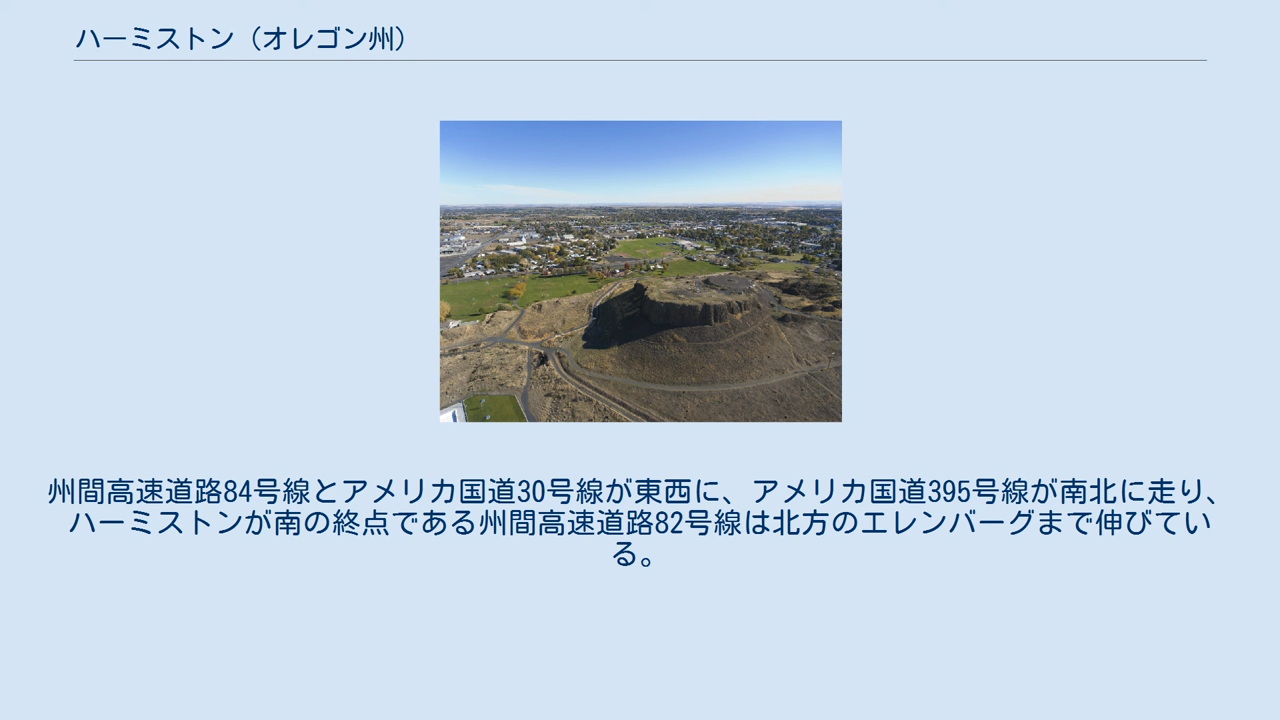 ハーミストン（オレゴン州）
州間高速道路84号線とアメリカ国道30号線が東西に、アメリカ国道395号線が南北に走り、
ハーミストンが南の終点である州間高速道路82号線は北方のエレンバーグまで伸びてい
る。